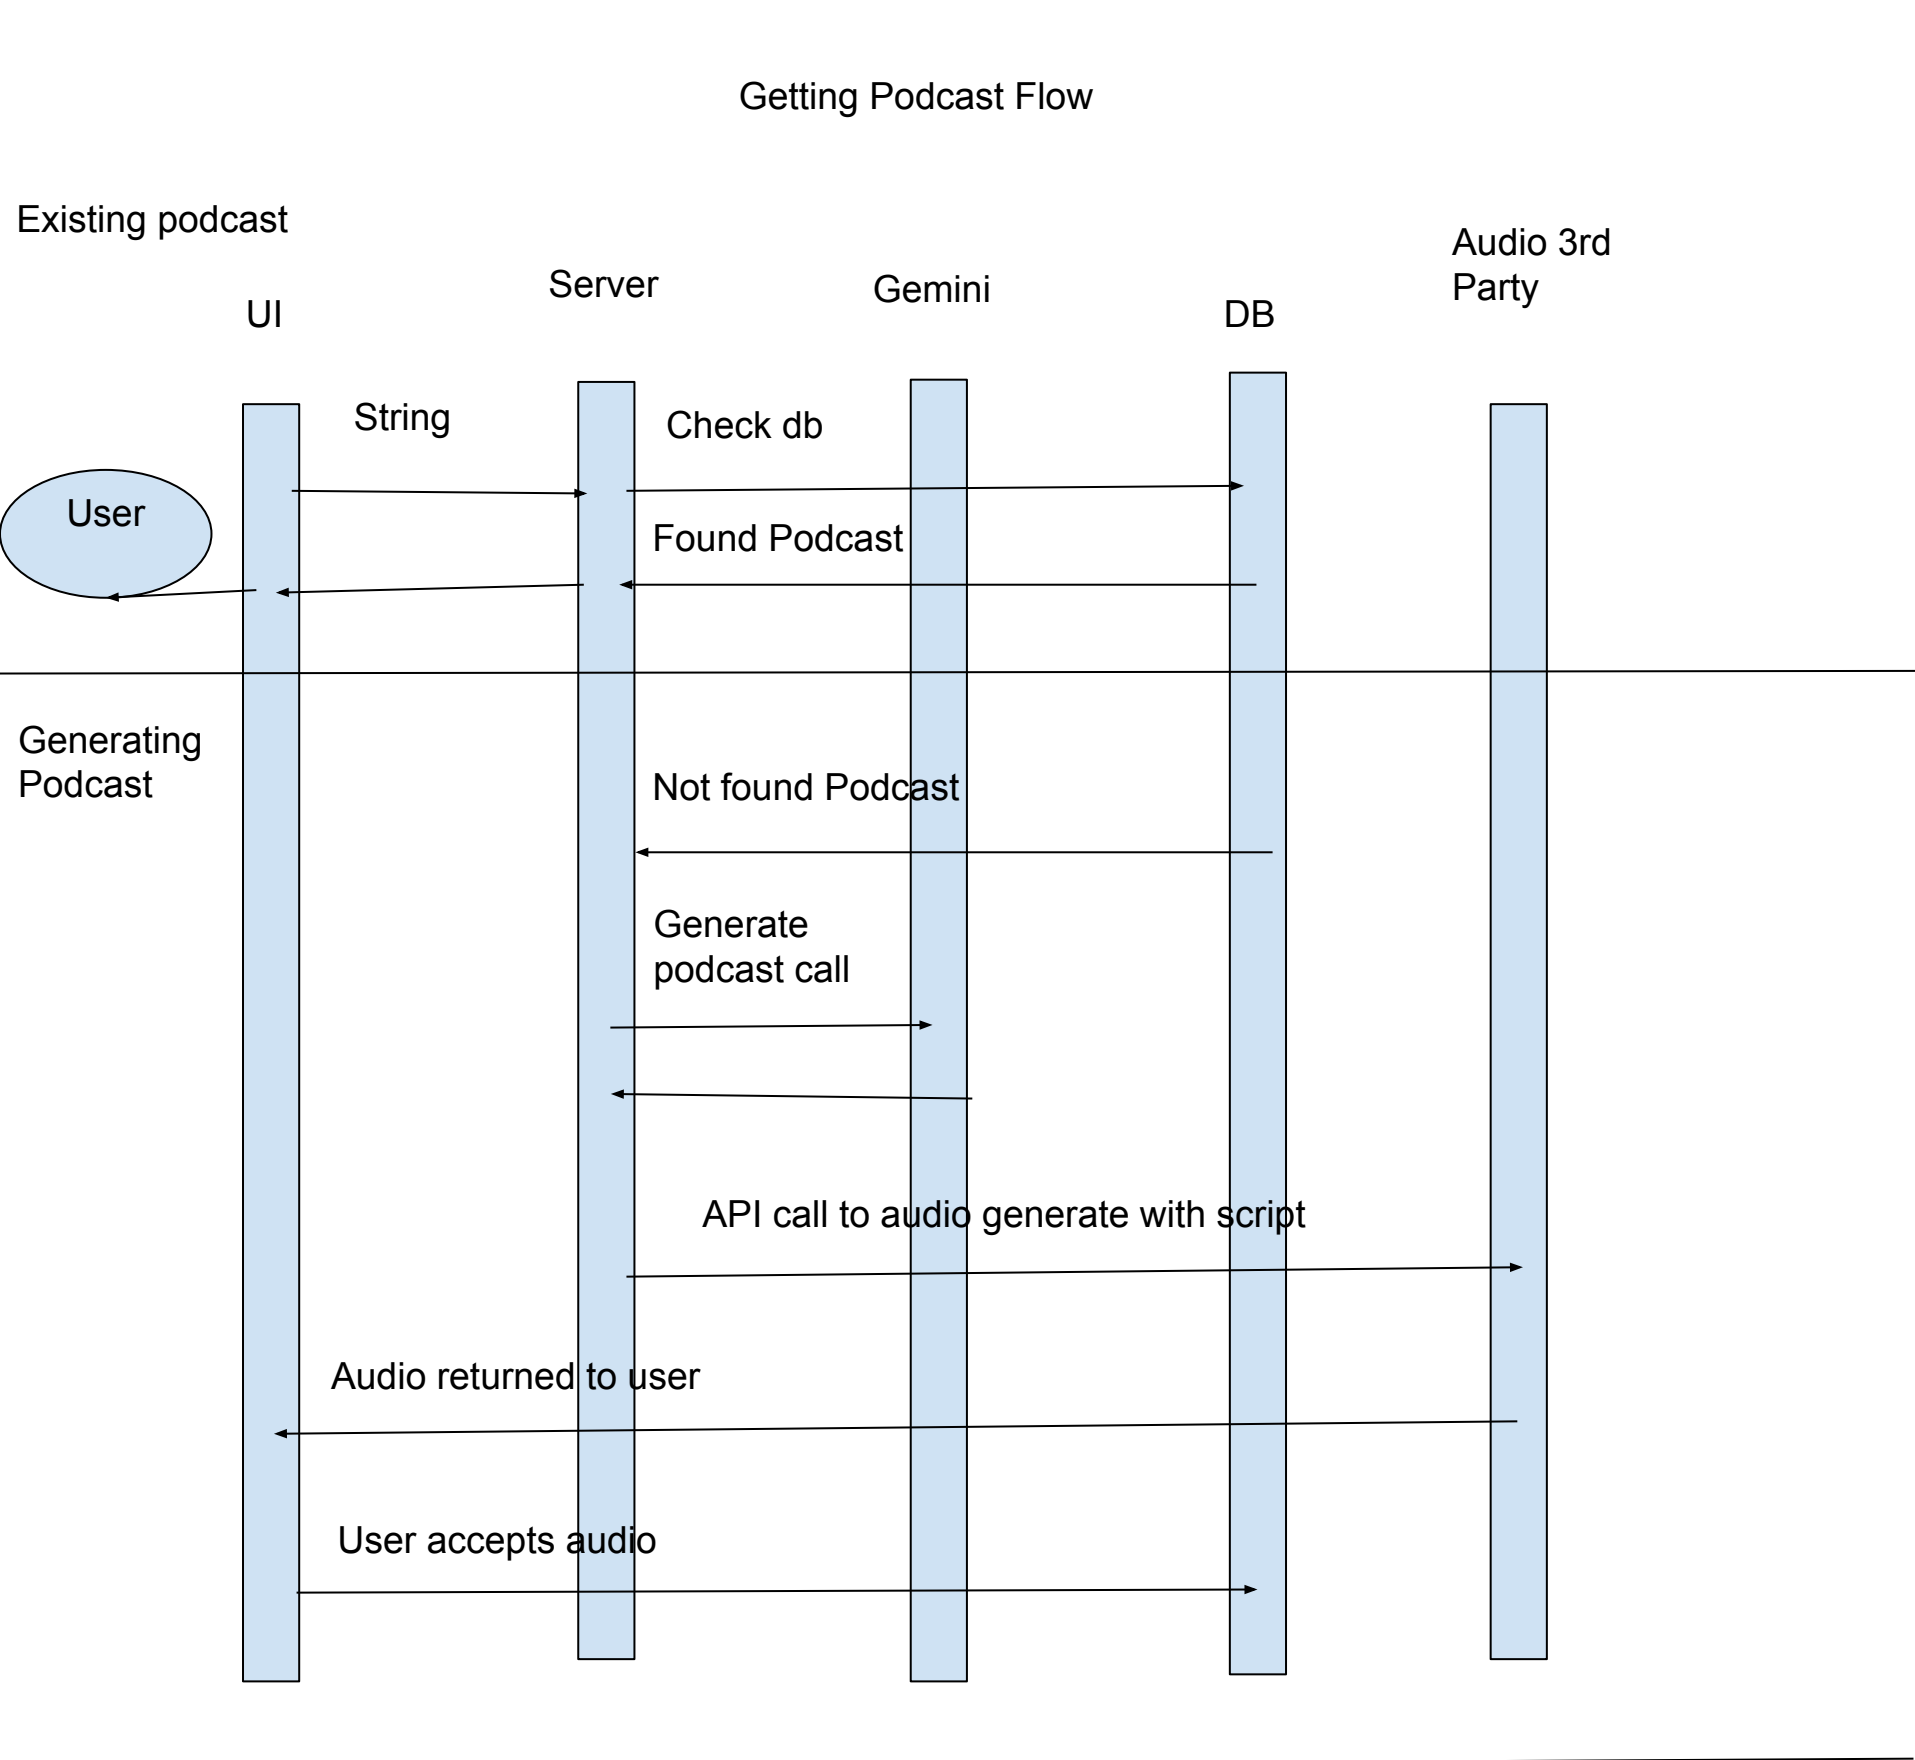 Getting Podcast Flow
Existing podcast
Audio 3rd
Party
Server
Gemini
UI
DB
String
Check db
User
Found Podcast
Generating
Podcast
Not found Podcast
Generate
podcast call
API call to audio generate with script
Audio returned to user
User accepts audio